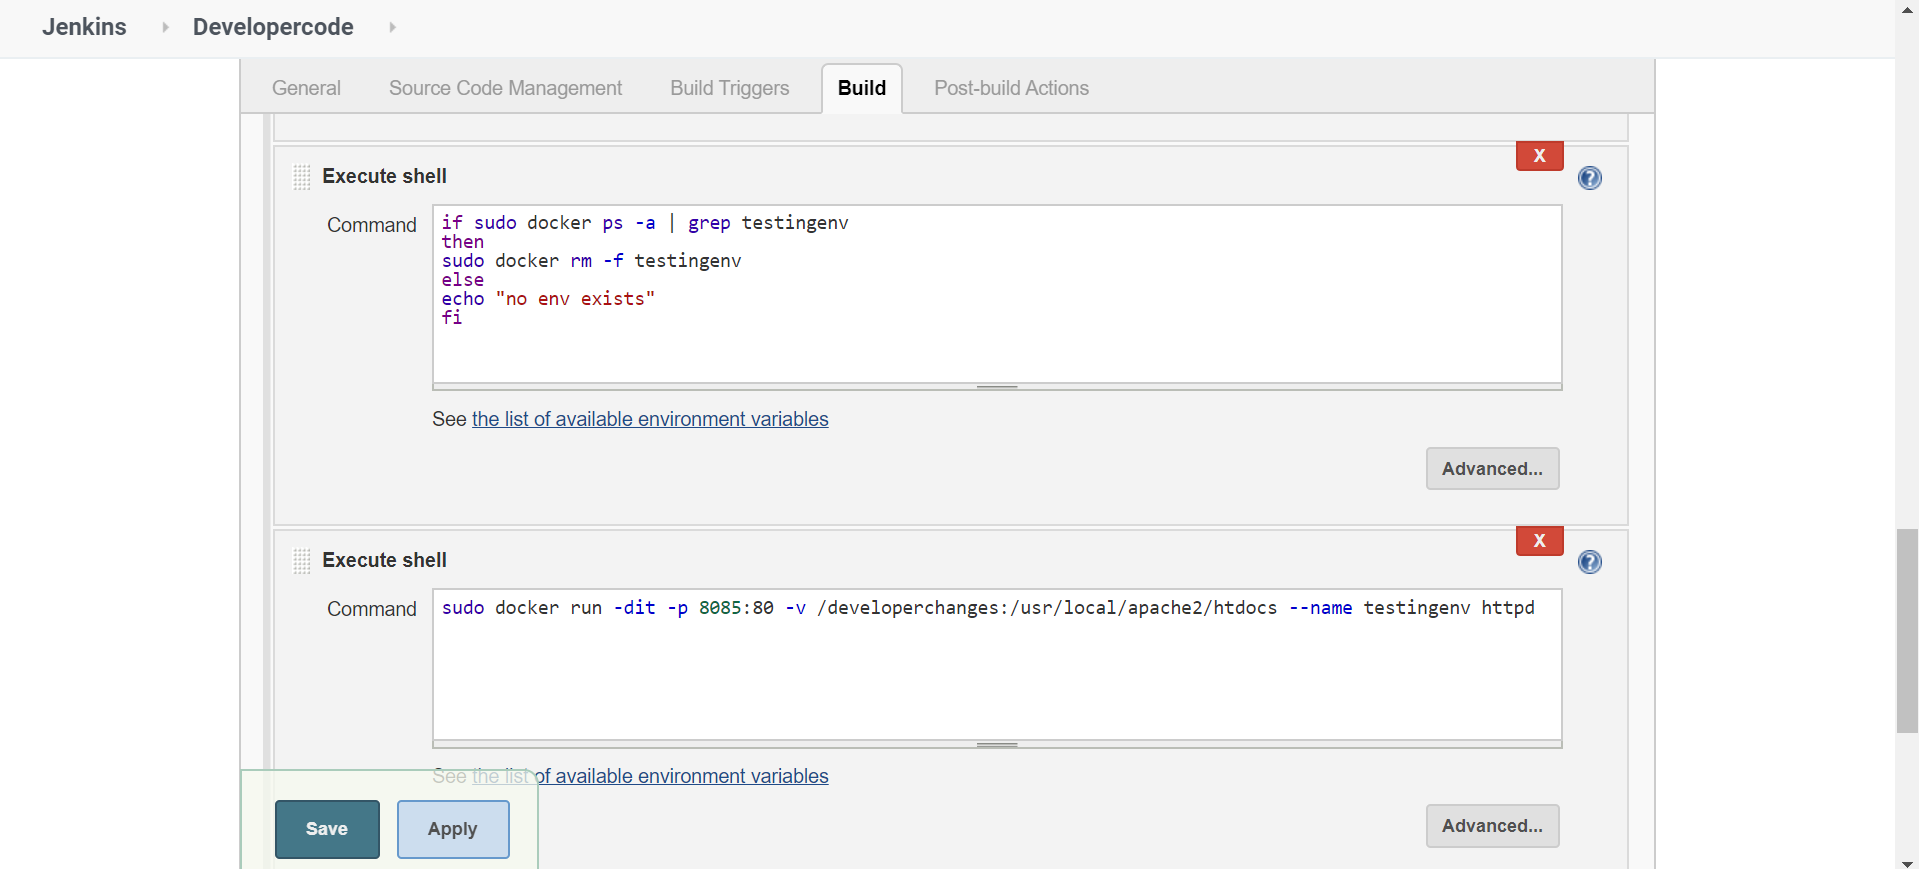 Jenkins Developercode
General Source Code Management Build Triggers Build Post-build Actions
X
Execute shell
?
Command
if sudo docker ps -a | grep testingenv
then
sudo docker rm -f testingenv
else
echo "no env exists"
fi
See the list of available environment variables
Advanced...
X
Execute shell
?
Command
sudo docker run -dit -p 8085:80 -v /developerchanges:/usr/local/apache2/htdocs --name testingenv httpd
See the list of available environment variables
Save Apply
Advanced...